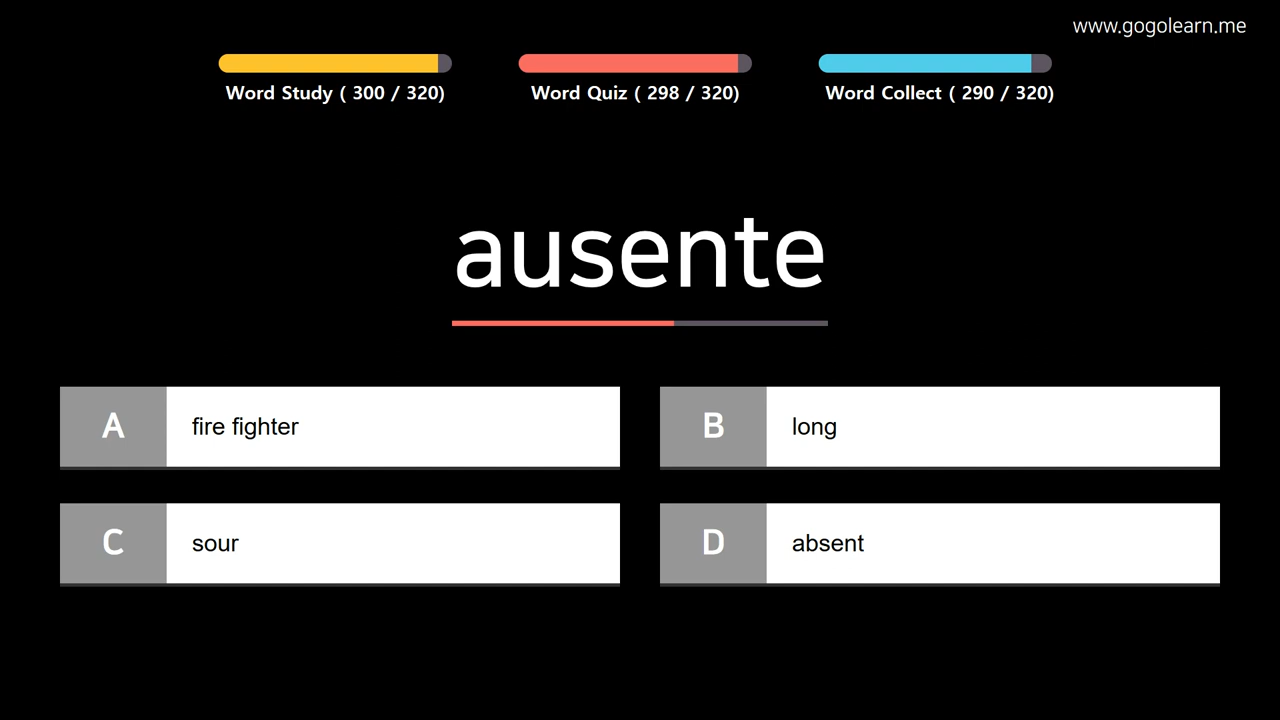 www.gogolearn.me
Word Study ( 300 / 320)
Word Quiz ( 298 / 320)
Word Collect ( 290 / 320)
ausente
A fire fighter
B long
C sour
D absent